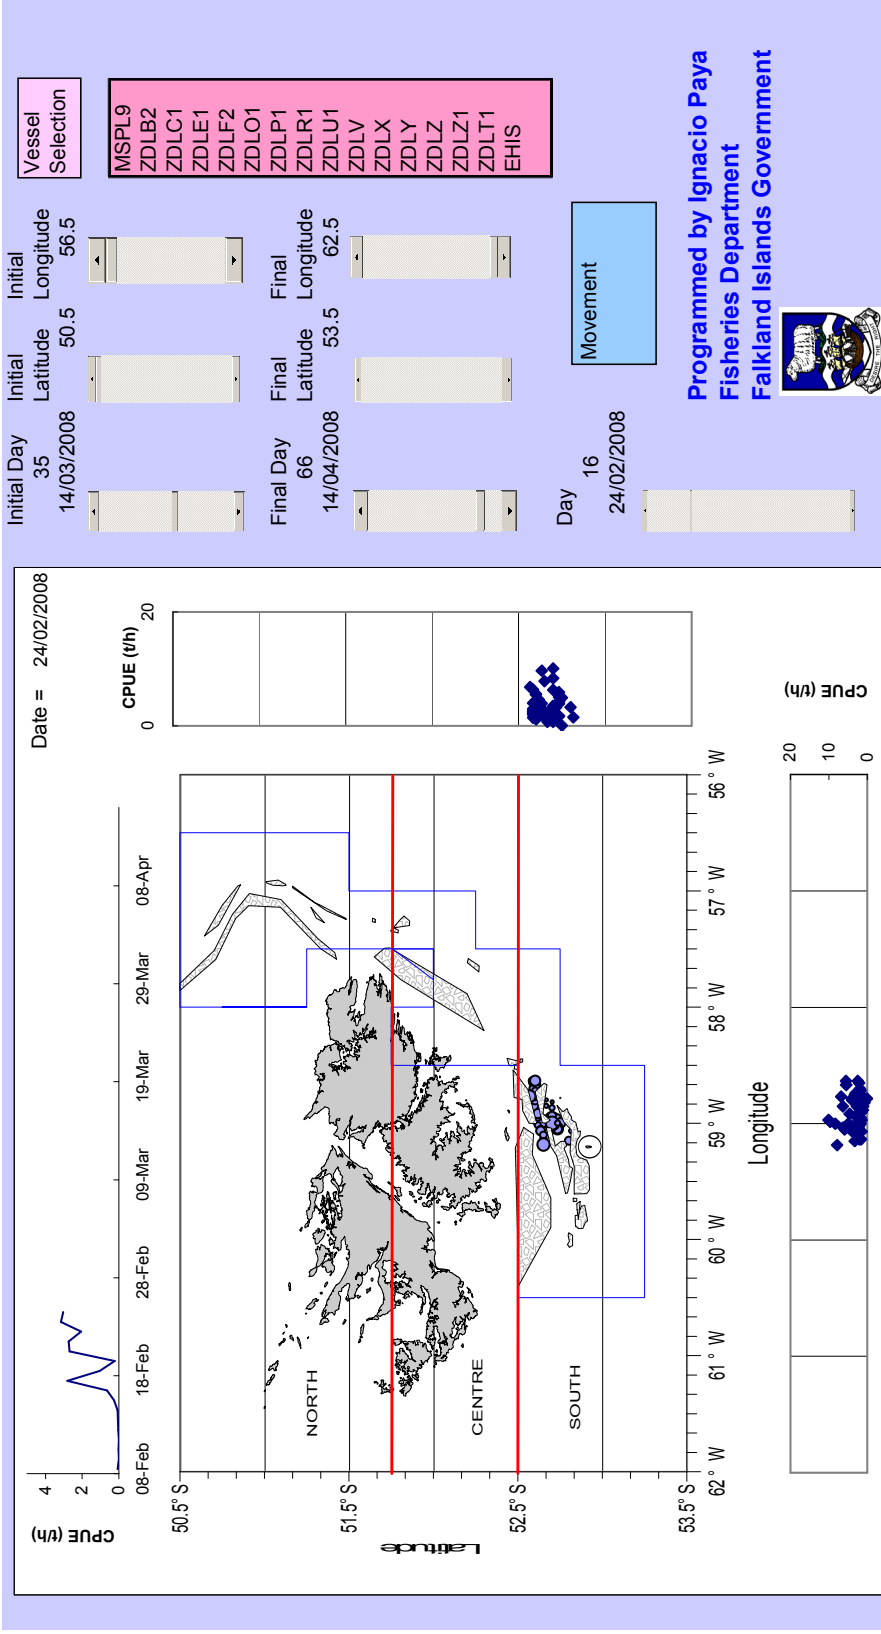 Date = 24/02/2008
CPUE (t/h)
4
2
0
08-Feb
18-Feb
28-Feb
09-Mar
19-Mar
29-Mar
08-Apr
Latitude
50.5° S
51.5° S
52.5° S
53.5° S
NORTH
CENTRE
SOUTH
62 ° W
61 ° W
60 ° W
59 ° W
58 ° W
57 ° W
56 ° W
CPUE (t/h)
0
20
Longitude
20
10
0
CPUE (t/h)
Initial Day
35
14/03/2008
Initial
Latitude
50.5
Initial
Longitude
56.5
Vessel
Selection
Final Day
66
14/04/2008
Final
Latitude
53.5
Final
Longitude
62.5
MSPL9
ZDLB2
ZDLC1
ZDLE1
ZDLF2
ZDLO1
ZDLP1
ZDLR1
ZDLU1
ZDLV
ZDLX
ZDLY
ZDLZ
ZDLZ1
ZDLT1
EHIS
Day
16
24/02/2008
Movement
Programmed by Ignacio Paya
Fisheries Department
Falkland Islands Government